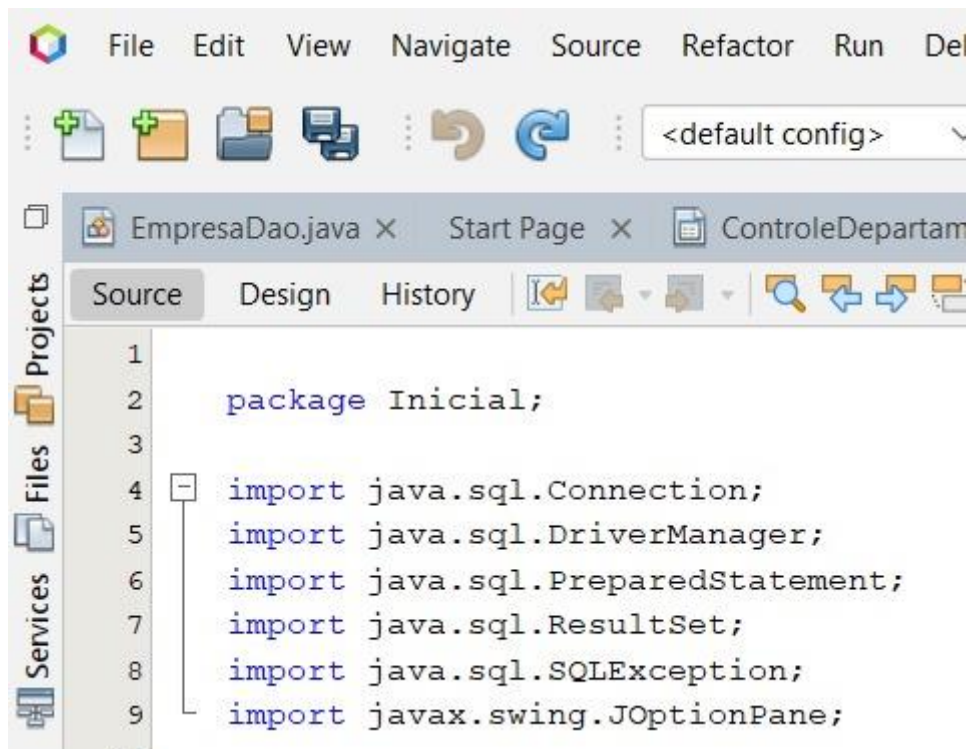 File Edit View Navigate Source Refactor Run
<default config>
EmpresaDao.java Start Page
Source Design History
Projects
Files
Services
1
2 package Inicial;
3
4 import java.sql.Connection;
5 import java.sql.DriverManager;
6 import java.sql.PreparedStatement;
7 import java.sql.ResultSet;
8 import java.sql.SQLException;
9 import javax.swing.JOptionPane;